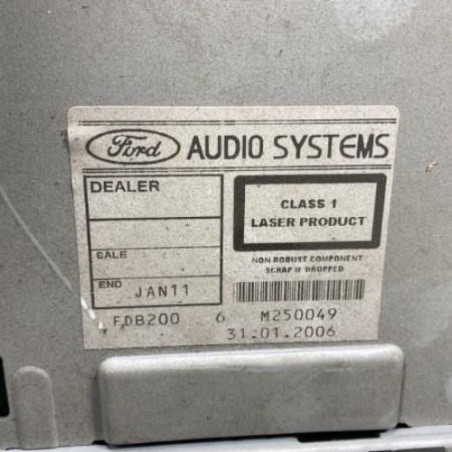 Ford AUDIO SYSTEMS
DEALER
SALE
END JAN11
CLASS 1
LASER PRODUCT
NON ROBUST COMPONENT
SCRAP IF DROPPED
FDB200 6 M250049
31.01.2006